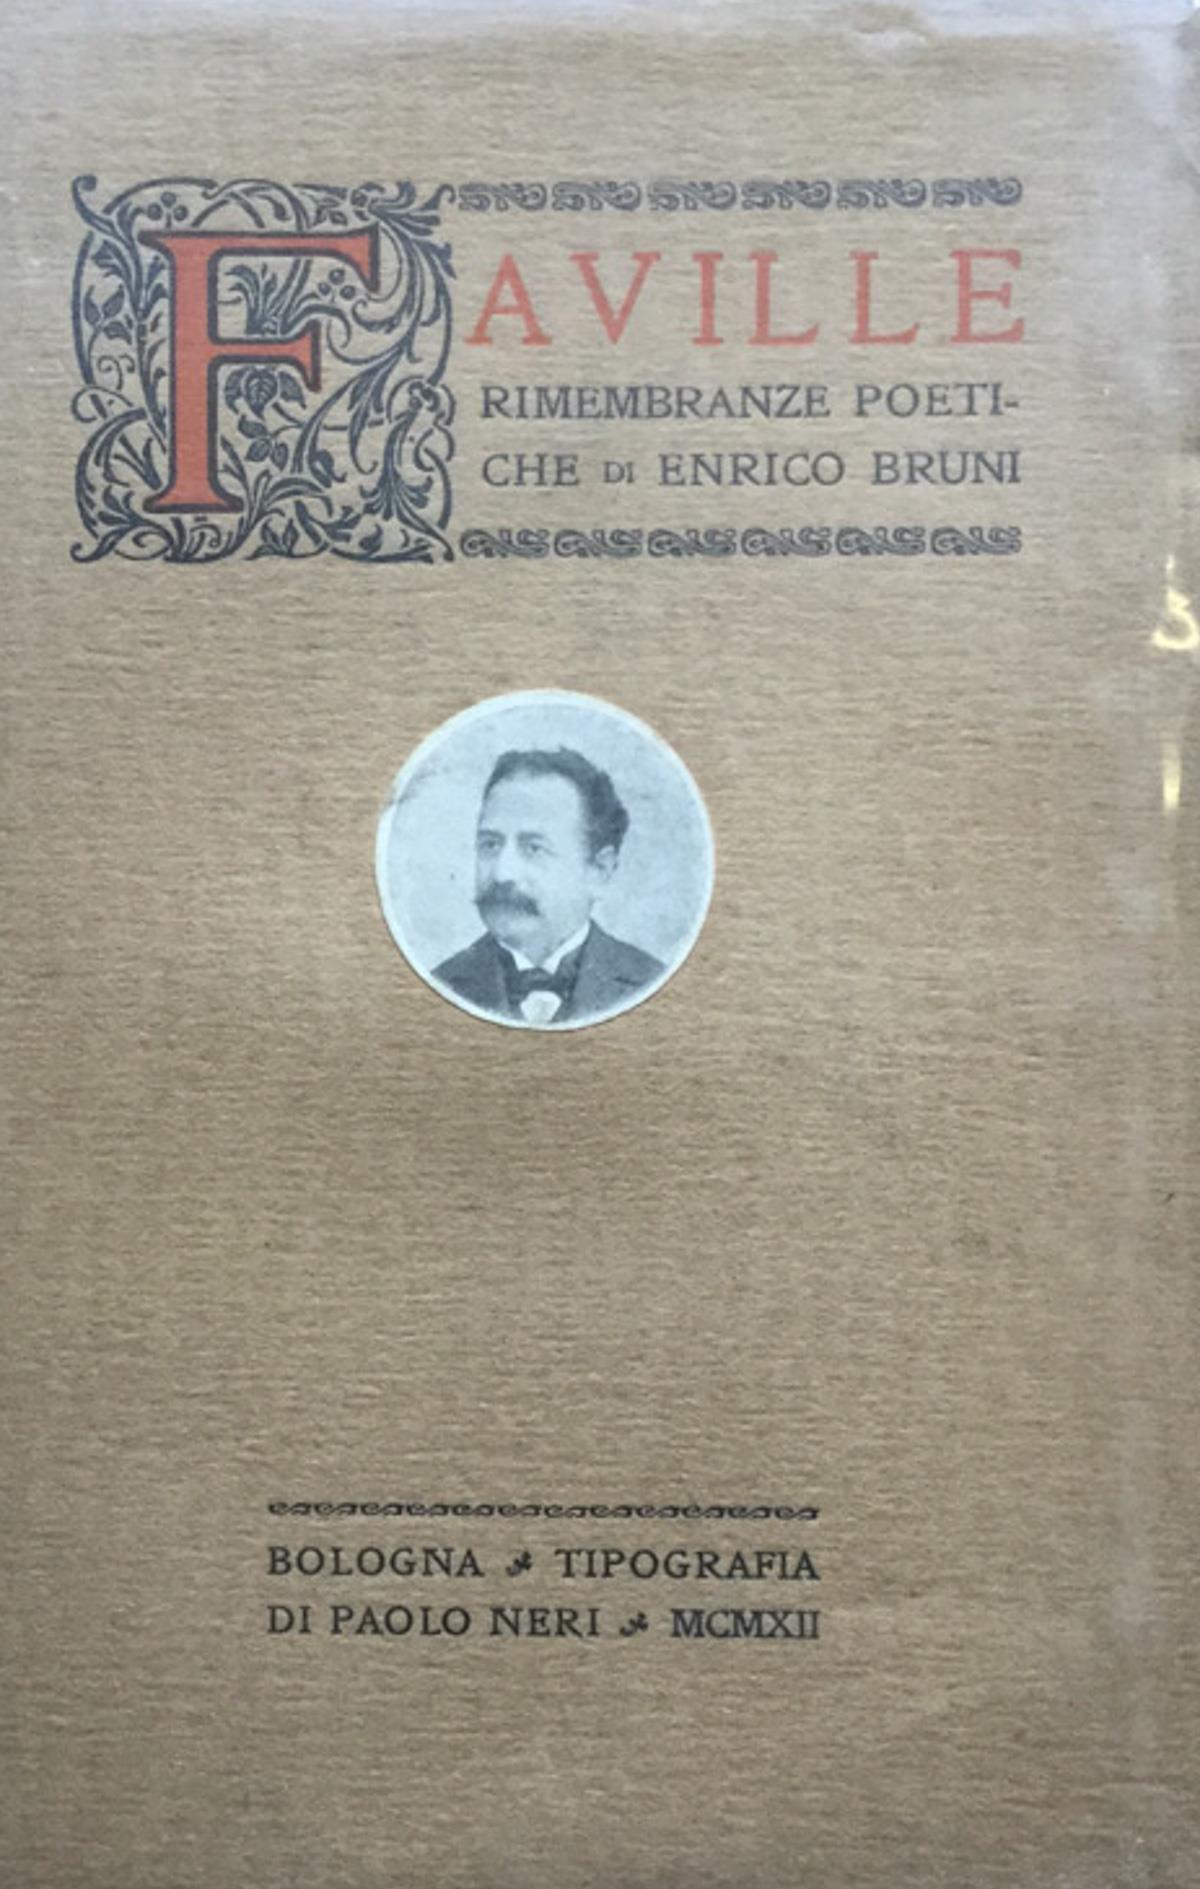 FAVILLE
RIMEMBRANZE POETI-
CHE DI ENRICO BRUNI
BOLOGNA TIPOGRAFIA
DI PAOLO NERI MCMXII